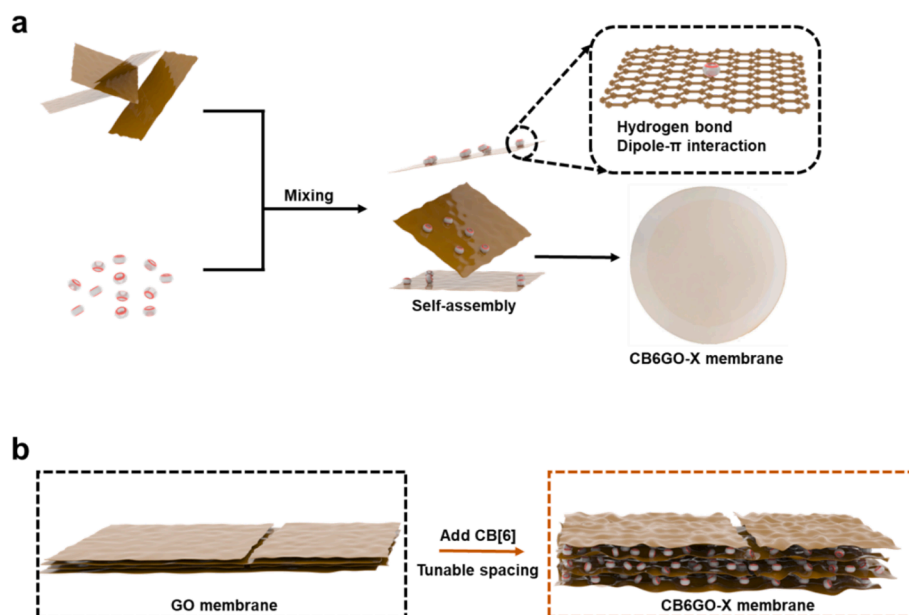 a
Hydrogen bond
Dipole-π interaction
Mixing
Self-assembly
CB6GO-X membrane
b
Add CB[6]
Tunable spacing
GO membrane
CB6GO-X membrane